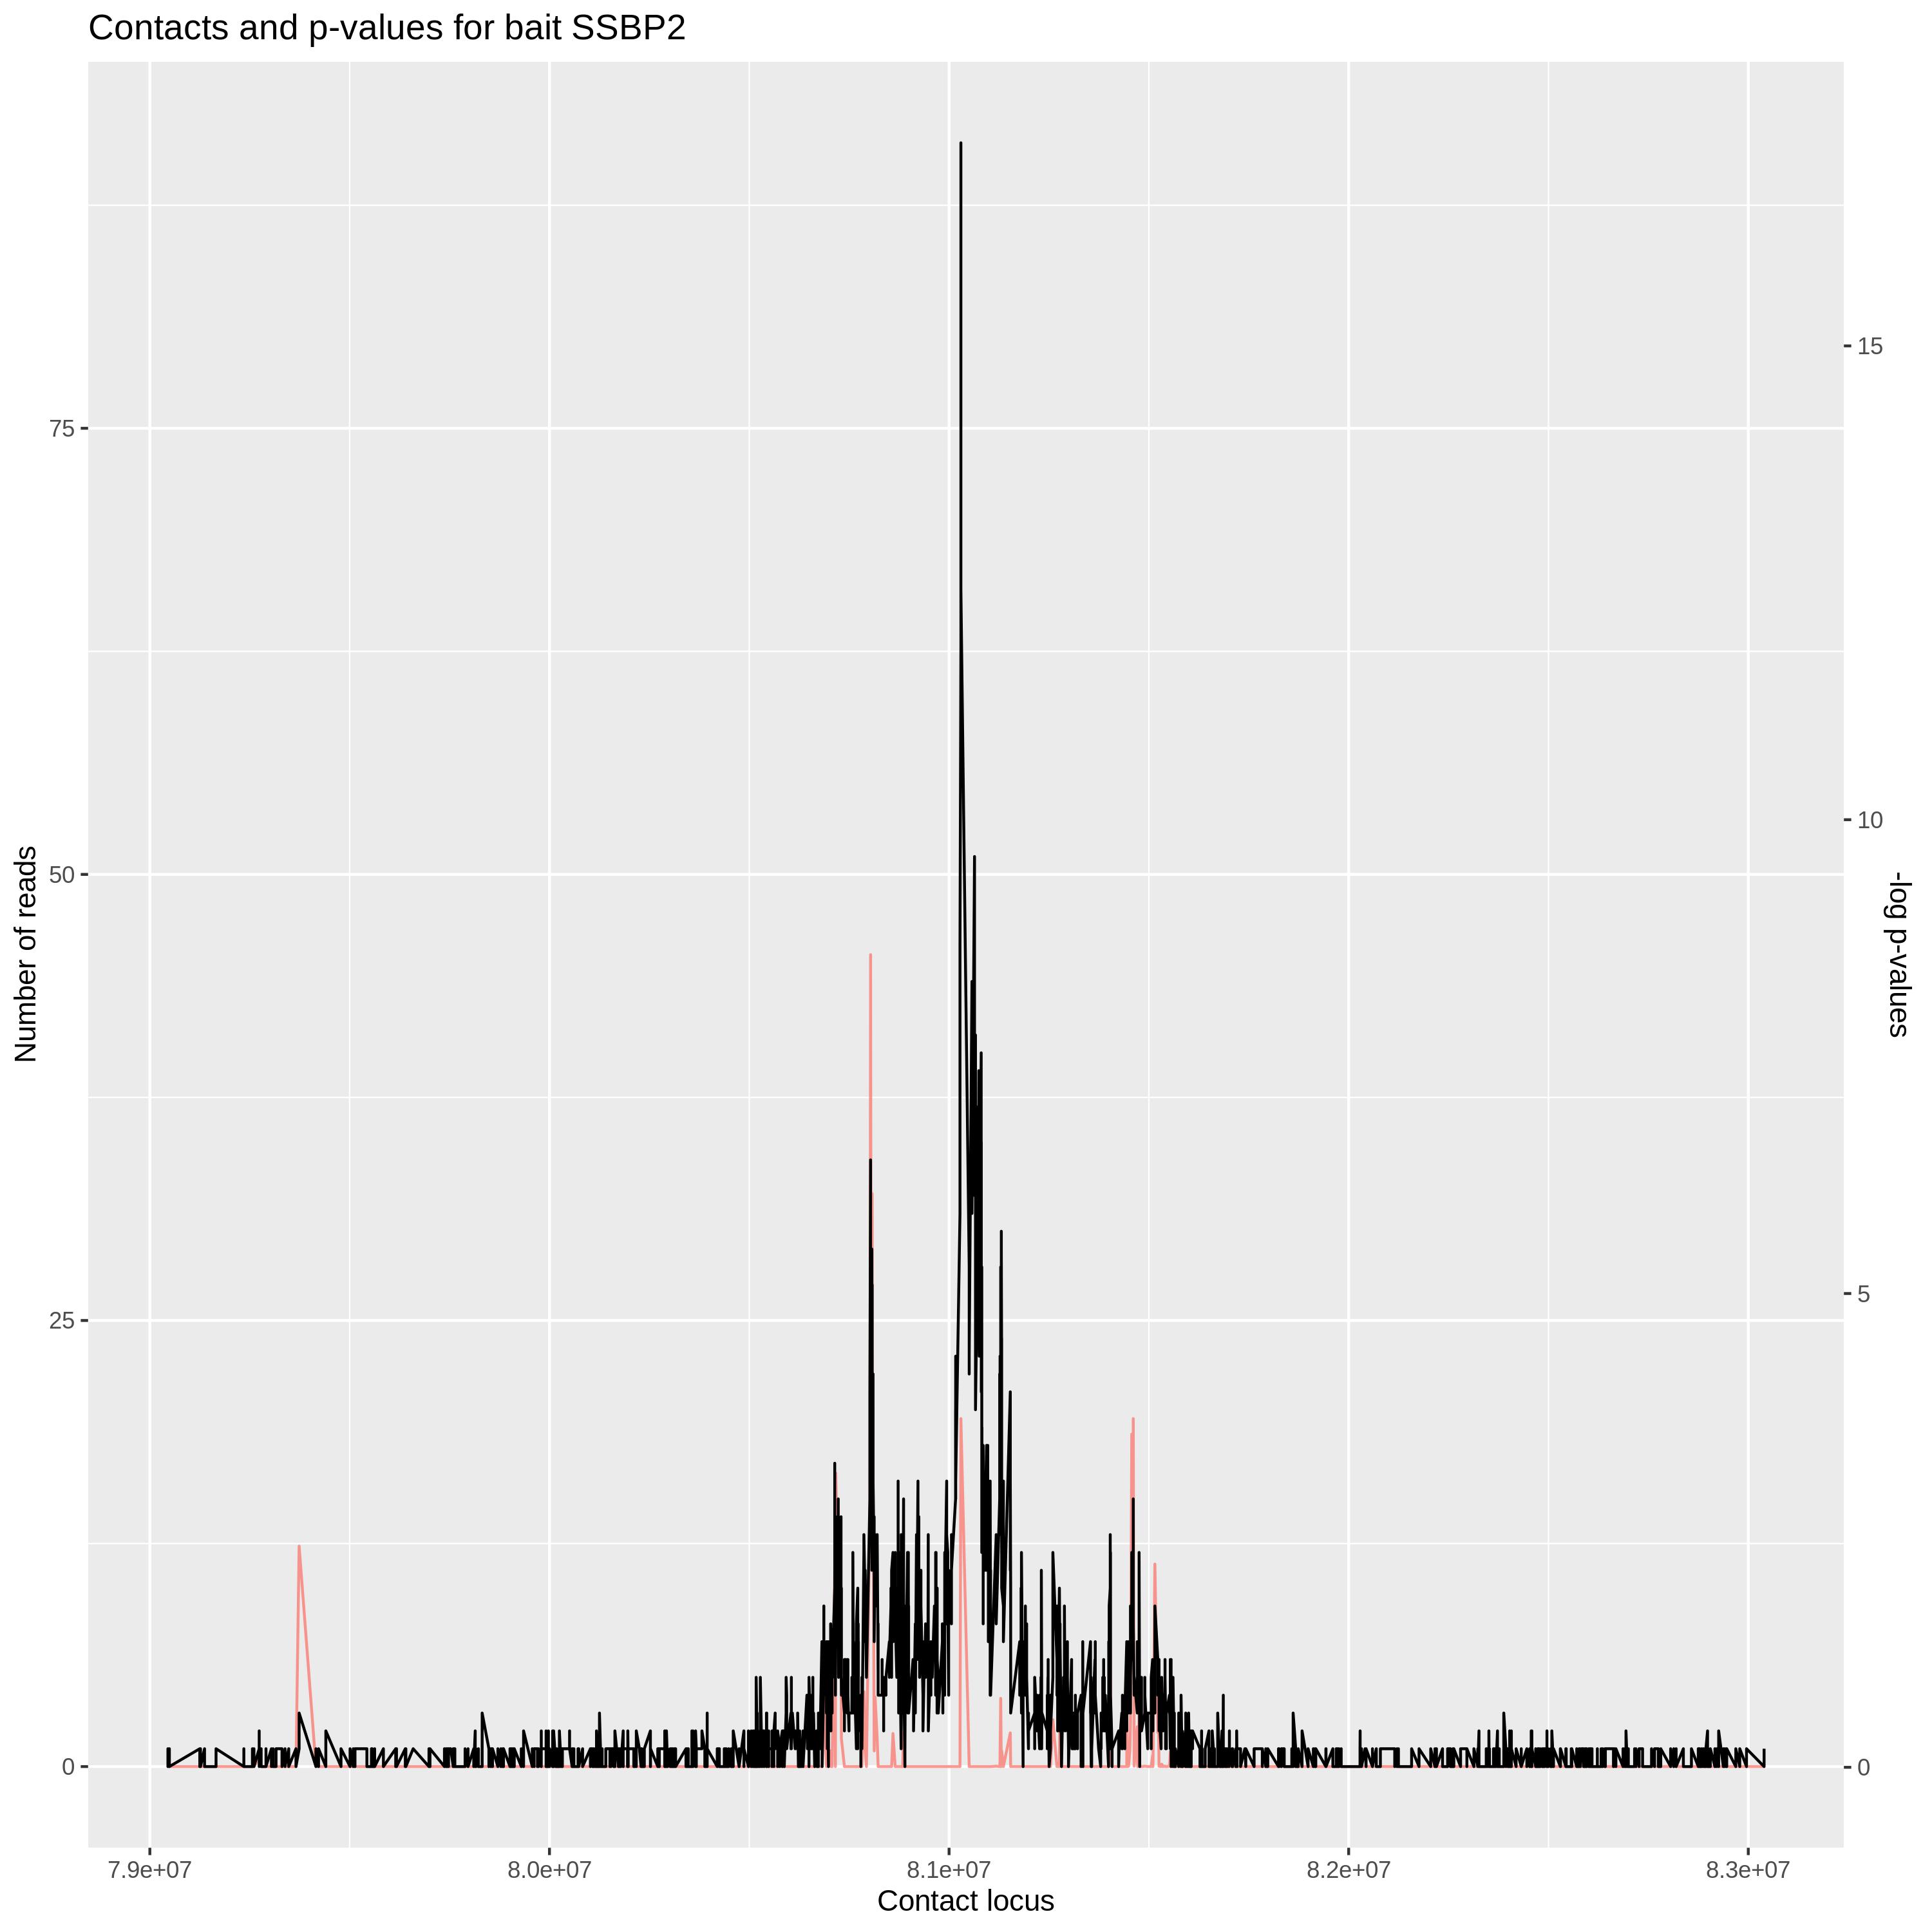 Contacts and p-values for bait SSBP2
75
50
25
0
15
10
5
0
Number of reads
-log p-values
7.9e+07 8.0e+07 8.1e+07 8.2e+07 8.3e+07
Contact locus